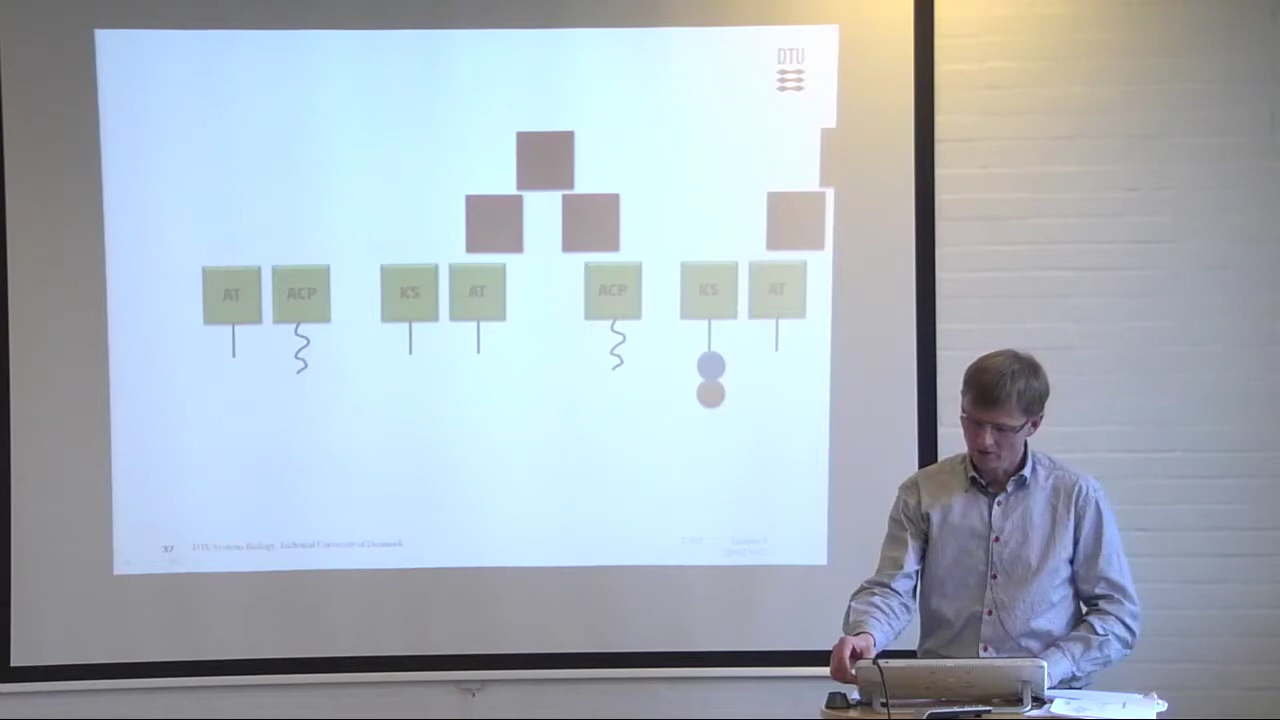 DTU
AT ACP KS AT ACP KS AT
37 DTU Systems Biology, Technical University of Denmark